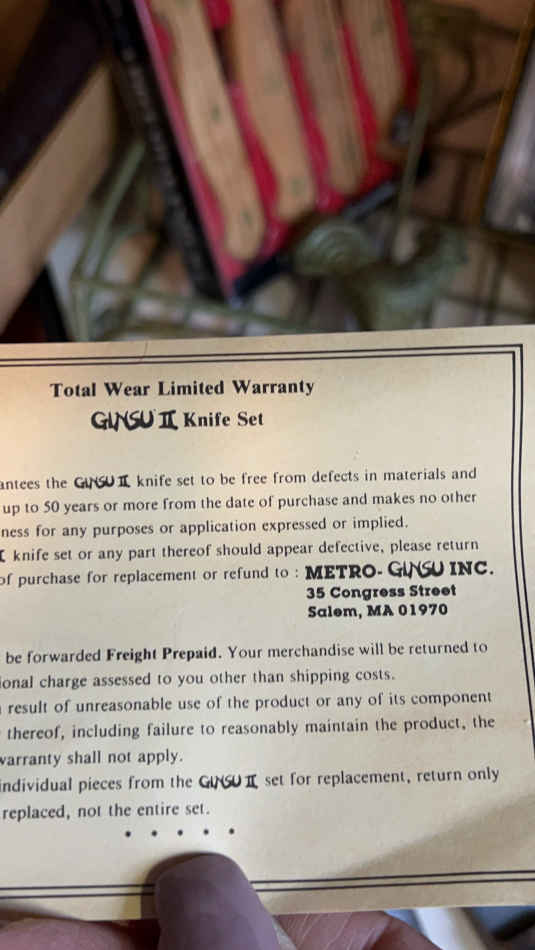 Total Wear Limited Warranty
GINSU II Knife Set
antees the GINSU II knife set to be free from defects in materials and
up to 50 years or more from the date of purchase and makes no other
ness for any purposes or application expressed or implied.
knife set or any part thereof should appear defective, please return
of purchase for replacement or refund to : METRO-GINSU INC.
35 Congress Street
Salem, MA 01970
be forwarded Freight Prepaid. Your merchandise will be returned to
ional charge assessed to you other than shipping costs.
result of unreasonable use of the product or any of its component
thereof, including failure to reasonably maintain the product, the
warranty shall not apply.
individual pieces from the GINSU II set for replacement, return only
replaced, not the entire set.